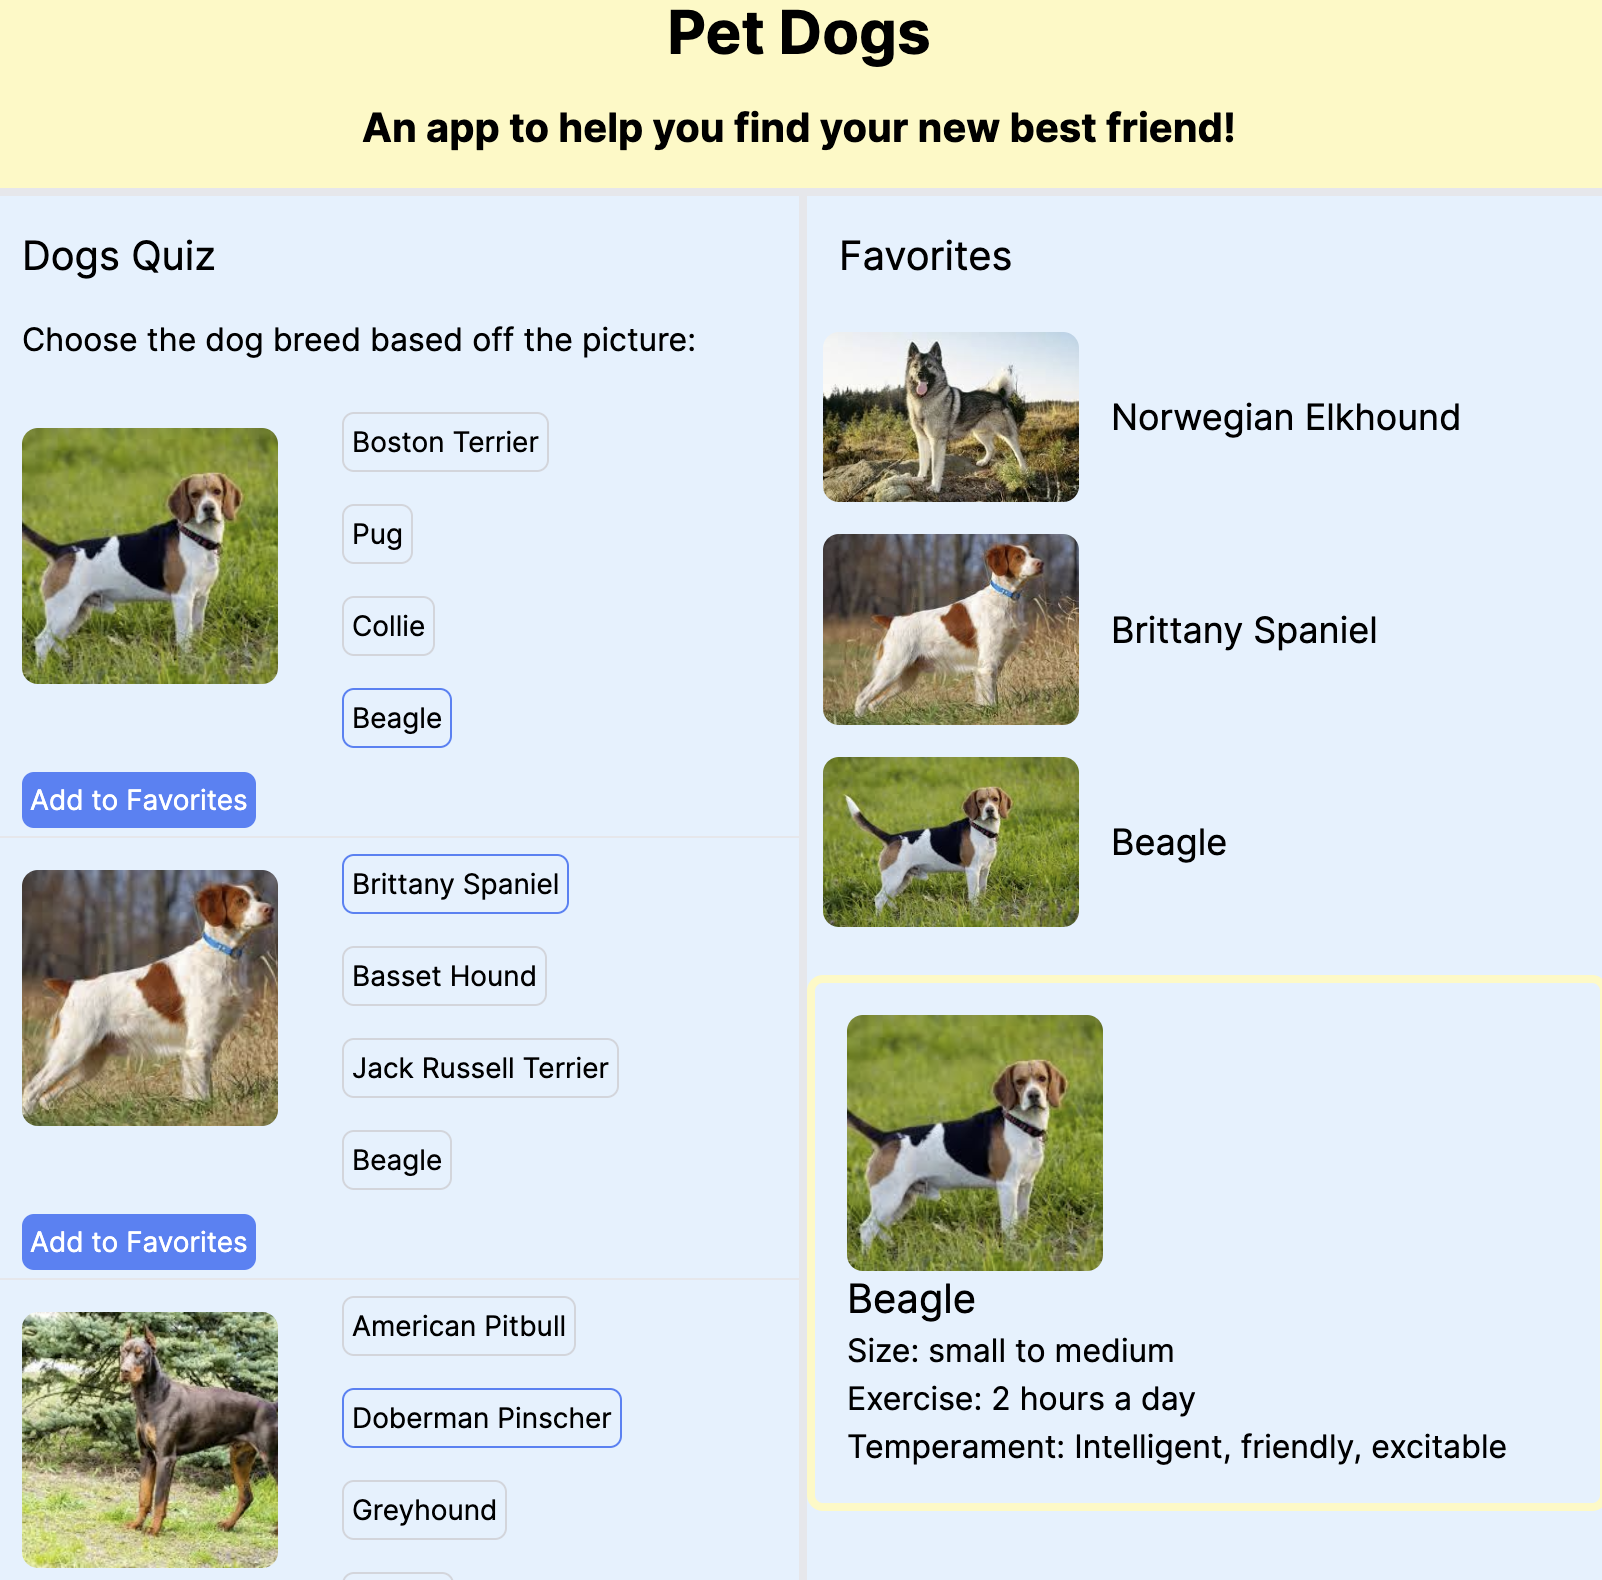 Pet Dogs
An app to help you find your new best friend!
Dogs Quiz
Choose the dog breed based off the picture:
Boston Terrier
Pug
Collie
Beagle
Add to Favorites
Brittany Spaniel
Basset Hound
Jack Russell Terrier
Beagle
Add to Favorites
American Pitbull
Doberman Pinscher
Greyhound
Favorites
Norwegian Elkhound
Brittany Spaniel
Beagle
Beagle
Size: small to medium
Exercise: 2 hours a day
Temperament: Intelligent, friendly, excitable